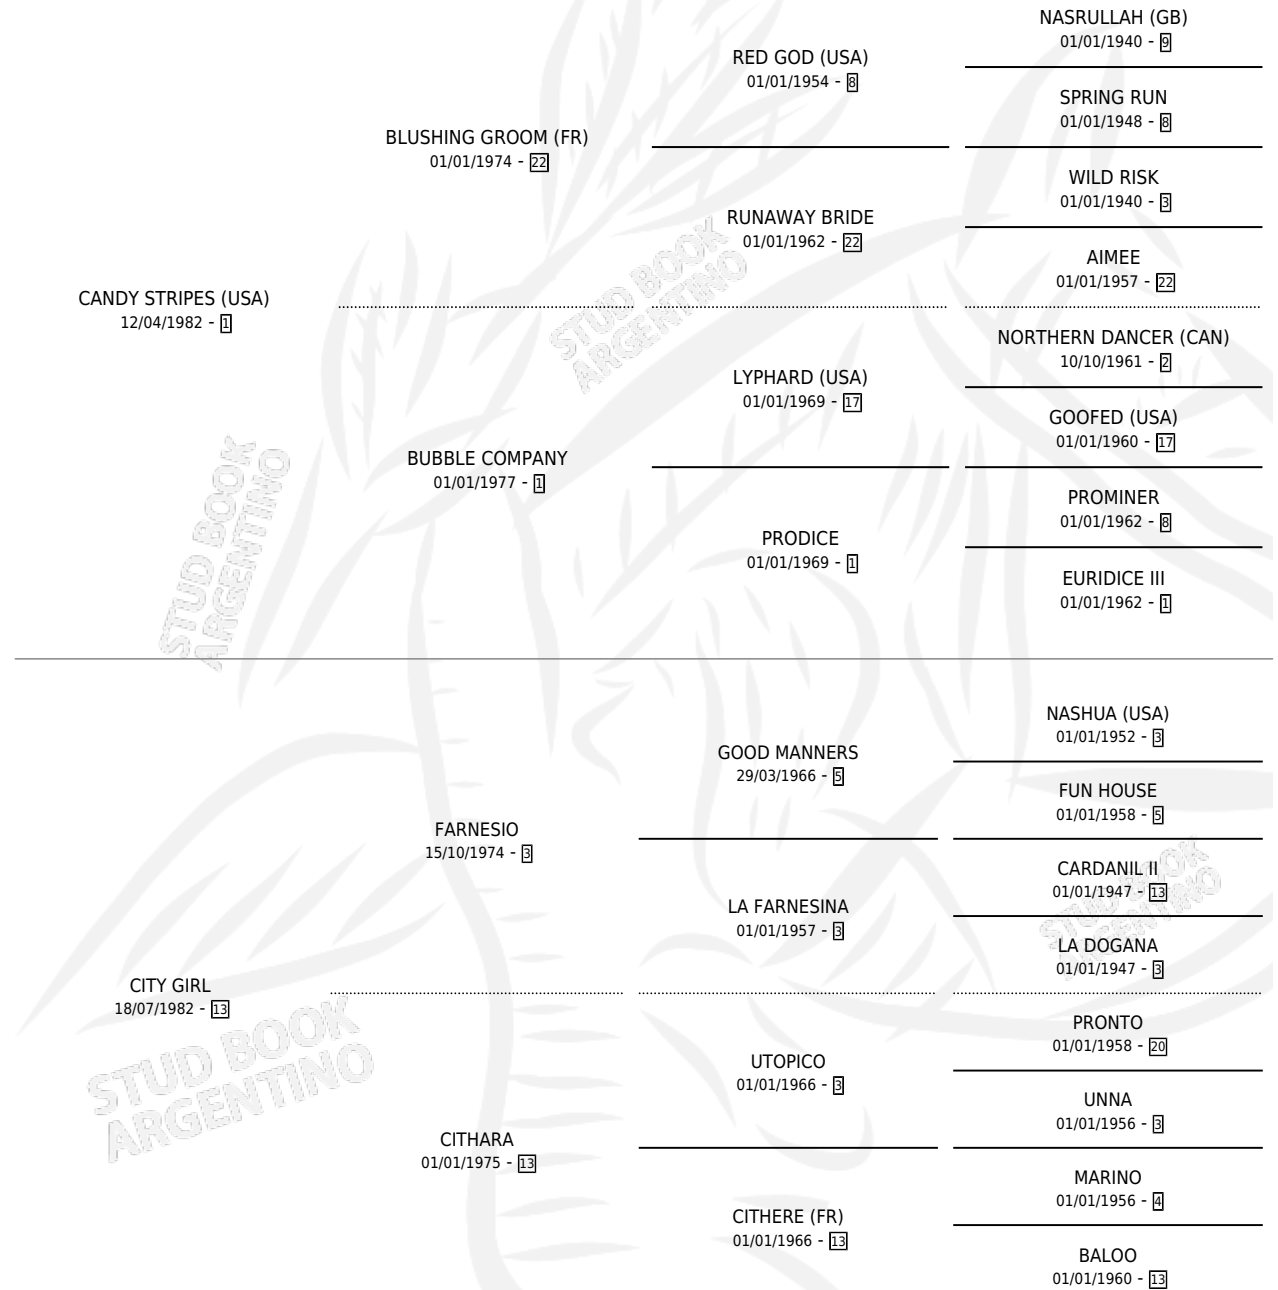 NASRULLAH (GB)
01/01/1940 - 9
RED GOD (USA)
01/01/1954 - 8
SPRING RUN
01/01/1948 - 8
BLUSHING GROOM (FR)
01/01/1974 - 22
WILD RISK
01/01/1940 - 3
RUNAWAY BRIDE
01/01/1962 - 22
AIMEE
01/01/1957 - 22
CANDY STRIPES (USA)
12/04/1982 - 1
NORTHERN DANCER (CAN)
10/10/1961 - 2
LYPHARD (USA)
01/01/1969 - 17
GOOFED (USA)
01/01/1960 - 17
BUBBLE COMPANY
01/01/1977 - 1
PROMINER
01/01/1962 - 8
PRODICE
01/01/1969 - 1
EURIDICE III
01/01/1962 - 1
NASHUA (USA)
01/01/1952 - 3
GOOD MANNERS
29/03/1966 - 5
FUN HOUSE
01/01/1958 - 5
FARNESIO
15/10/1974 - 3
CARDANIL II
01/01/1947 - 13
LA FARNESINA
01/01/1957 - 3
LA DOGANA
01/01/1947 - 3
CITY GIRL
18/07/1982 - 13
PRONTO
01/01/1958 - 20
UTOPICO
01/01/1966 - 3
UNNA
01/01/1956 - 3
CITHARA
01/01/1975 - 13
MARINO
01/01/1956 - 4
CITHERE (FR)
01/01/1966 - 13
BALOO
01/01/1960 - 13
STUD BOOK
ARGENTINO
STUD BOOK
ARGENTINO
STUD BOOK
ARGENTINO
STUD BOOK
ARGENTINO